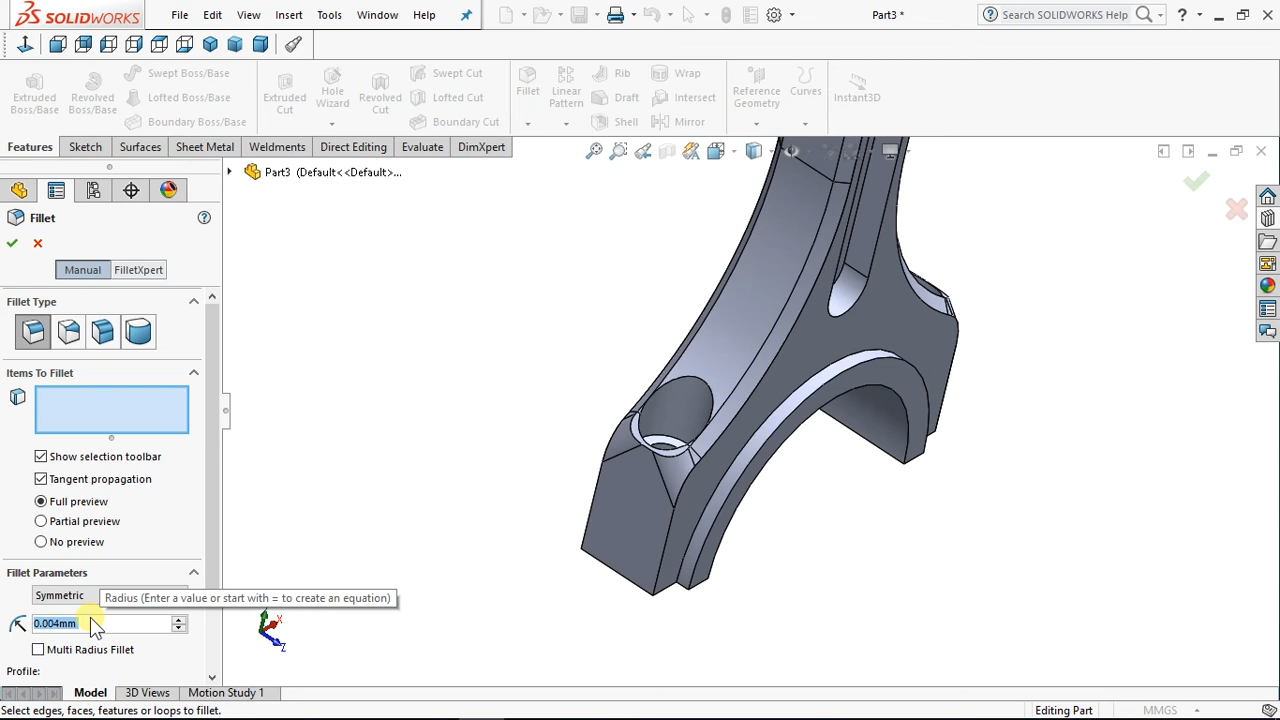 SOLIDWORKS File Edit View Insert Tools Window Help Part3 * Search SOLIDWORKS Help
Extruded Boss/Base
Revolved Boss/Base
Swept Boss/Base
Lofted Boss/Base
Boundary Boss/Base
Extruded Cut
Hole Wizard
Revolved Cut
Swept Cut
Lofted Cut
Boundary Cut
Fillet
Linear Pattern
Rib
Draft
Shell
Wrap
Intersect
Mirror
Reference Geometry
Curves
Instant3D
Features Sketch Surfaces Sheet Metal Weldments Direct Editing Evaluate DimXpert
Part3 (Default<<Default>...
Fillet
Manual FilletXpert
Fillet Type
Items To Fillet
Show selection toolbar
Tangent propagation
Full preview
Partial preview
No preview
Fillet Parameters
Symmetric
Radius (Enter a value or start with = to create an equation)
0.004mm
Multi Radius Fillet
Profile:
X
Z
Model 3D Views Motion Study 1
Select edges, faces, features or loops to fillet. Editing Part MMGS